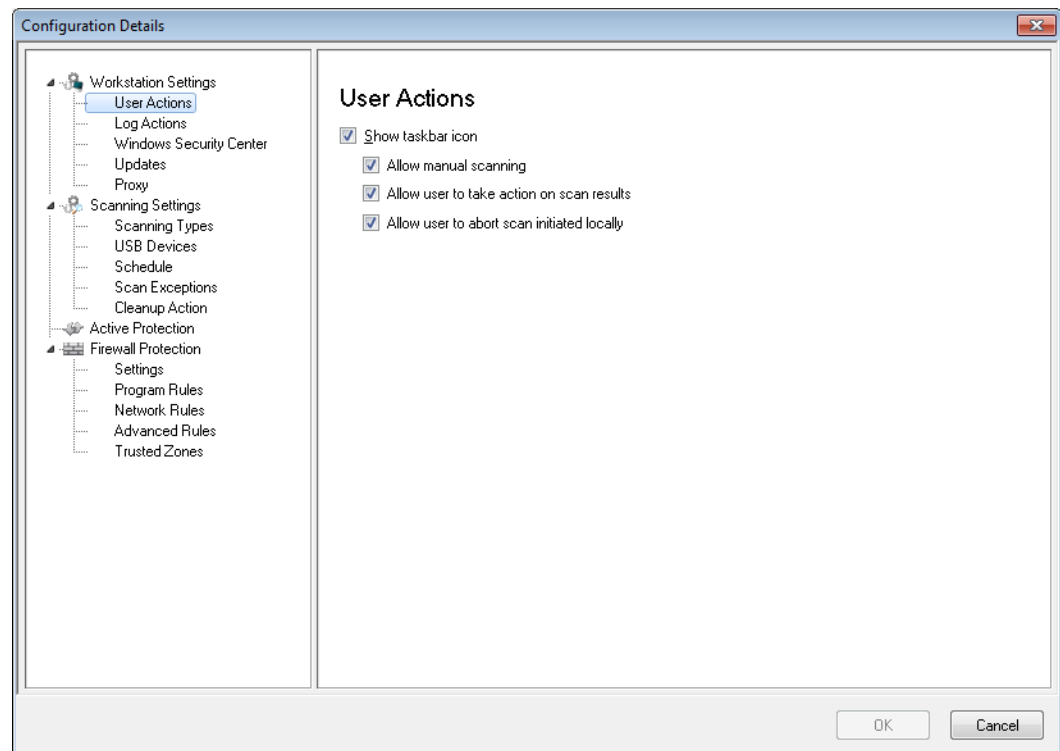 Configuration Details
Workstation Settings
User Actions
Log Actions
Windows Security Center
Updates
Proxy
Scanning Settings
Scanning Types
USB Devices
Schedule
Scan Exceptions
Cleanup Action
Active Protection
Firewall Protection
Settings
Program Rules
Network Rules
Advanced Rules
Trusted Zones
User Actions
Show taskbar icon
Allow manual scanning
Allow user to take action on scan results
Allow user to abort scan initiated locally
OK
Cancel